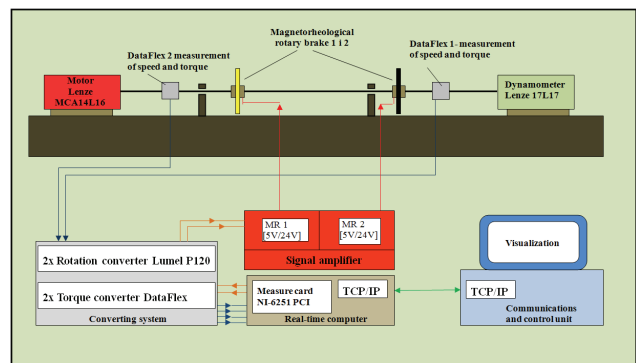 Magnetorheological
rotary brake 1 i 2
DataFlex 2 measurement
of speed and torque
DataFlex 1- measurement
of speed and torque
Motor
Lenze
MCA14L16
Dynamometer
Lenze 17L17
MR 1
[5V/24V]
MR 2
[5V/24V]
Signal amplifier
Visualization
2x Rotation converter Lumel P120
2x Torque converter DataFlex
Converting system
Measure card
NI-6251 PCI
TCP/IP
Real-time computer
TCP/IP
Communications
and control unit